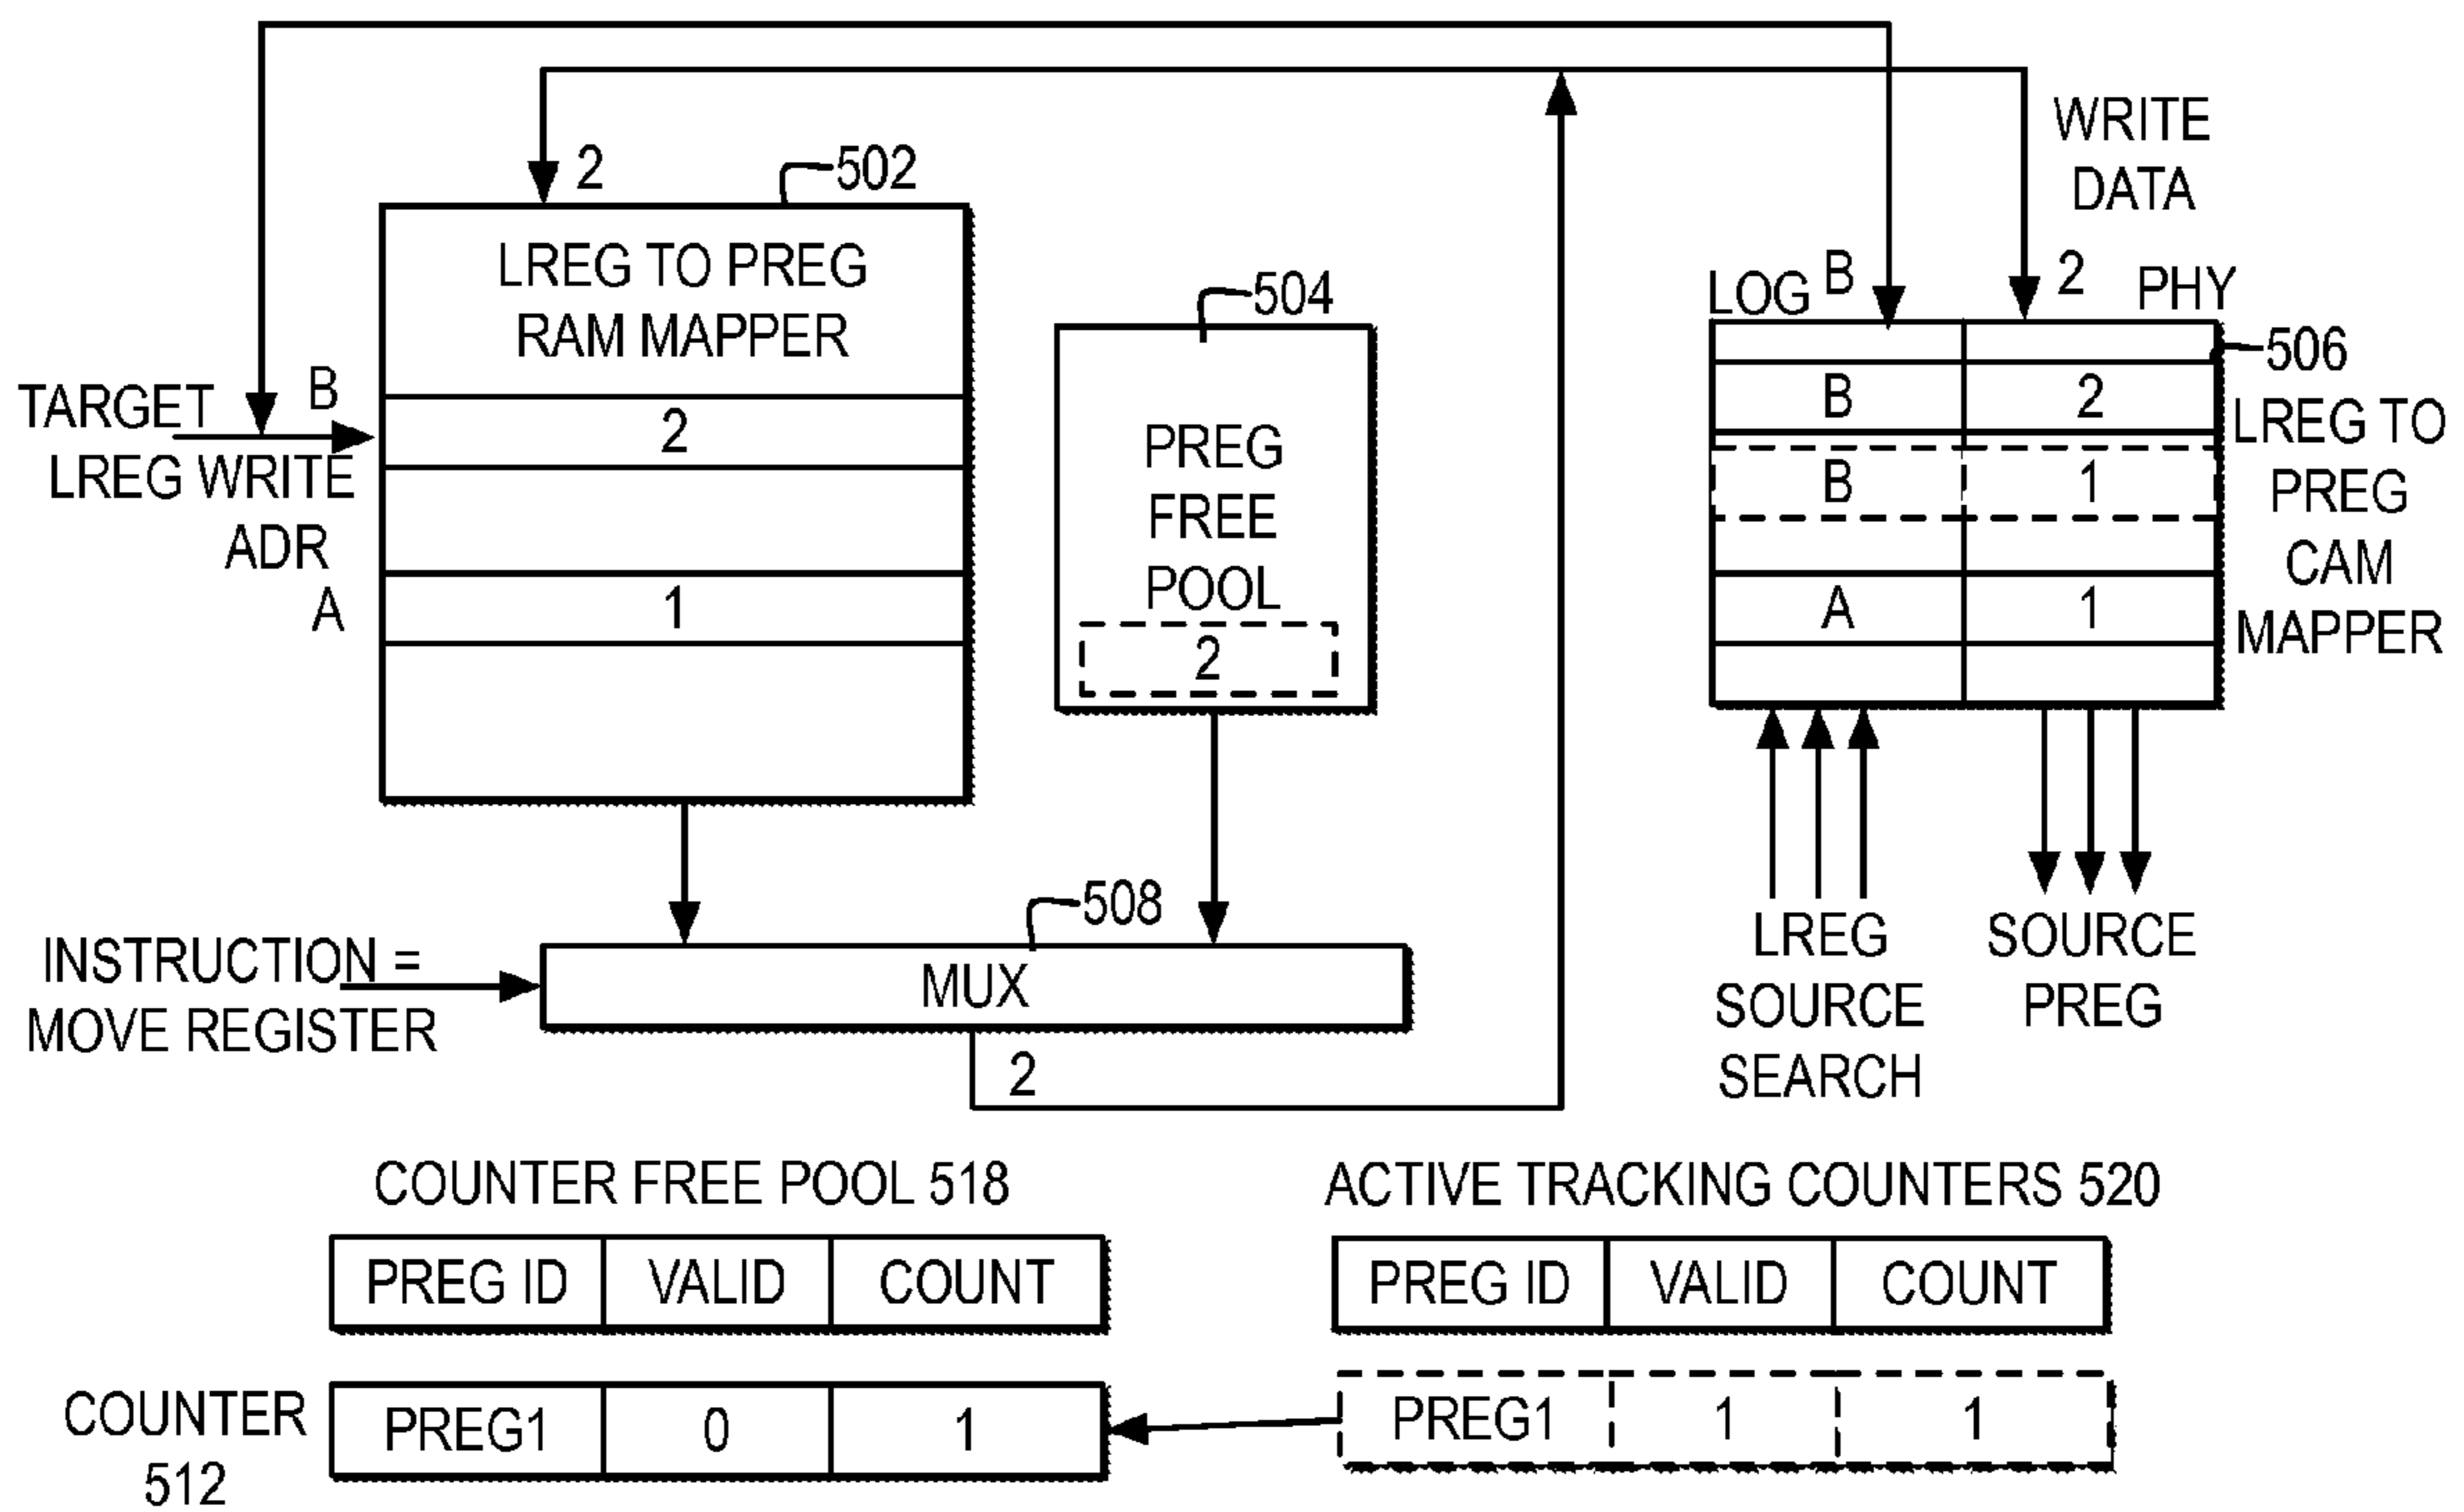 WRITE
DATA
2
502
LREG TO PREG
RAM MAPPER
504
LOG B
2 PHY
506
TARGET B
LREG WRITE
ADR
A
2
1
PREG
FREE
POOL
2
B 2
B 1
A 1
LREG TO
PREG
CAM
MAPPER
508
INSTRUCTION =
MOVE REGISTER
MUX
2
LREG
SOURCE
SEARCH
SOURCE
PREG
COUNTER FREE POOL 518
PREG ID VALID COUNT
COUNTER
512
PREG1 0 1
ACTIVE TRACKING COUNTERS 520
PREG ID VALID COUNT
PREG1 1 1